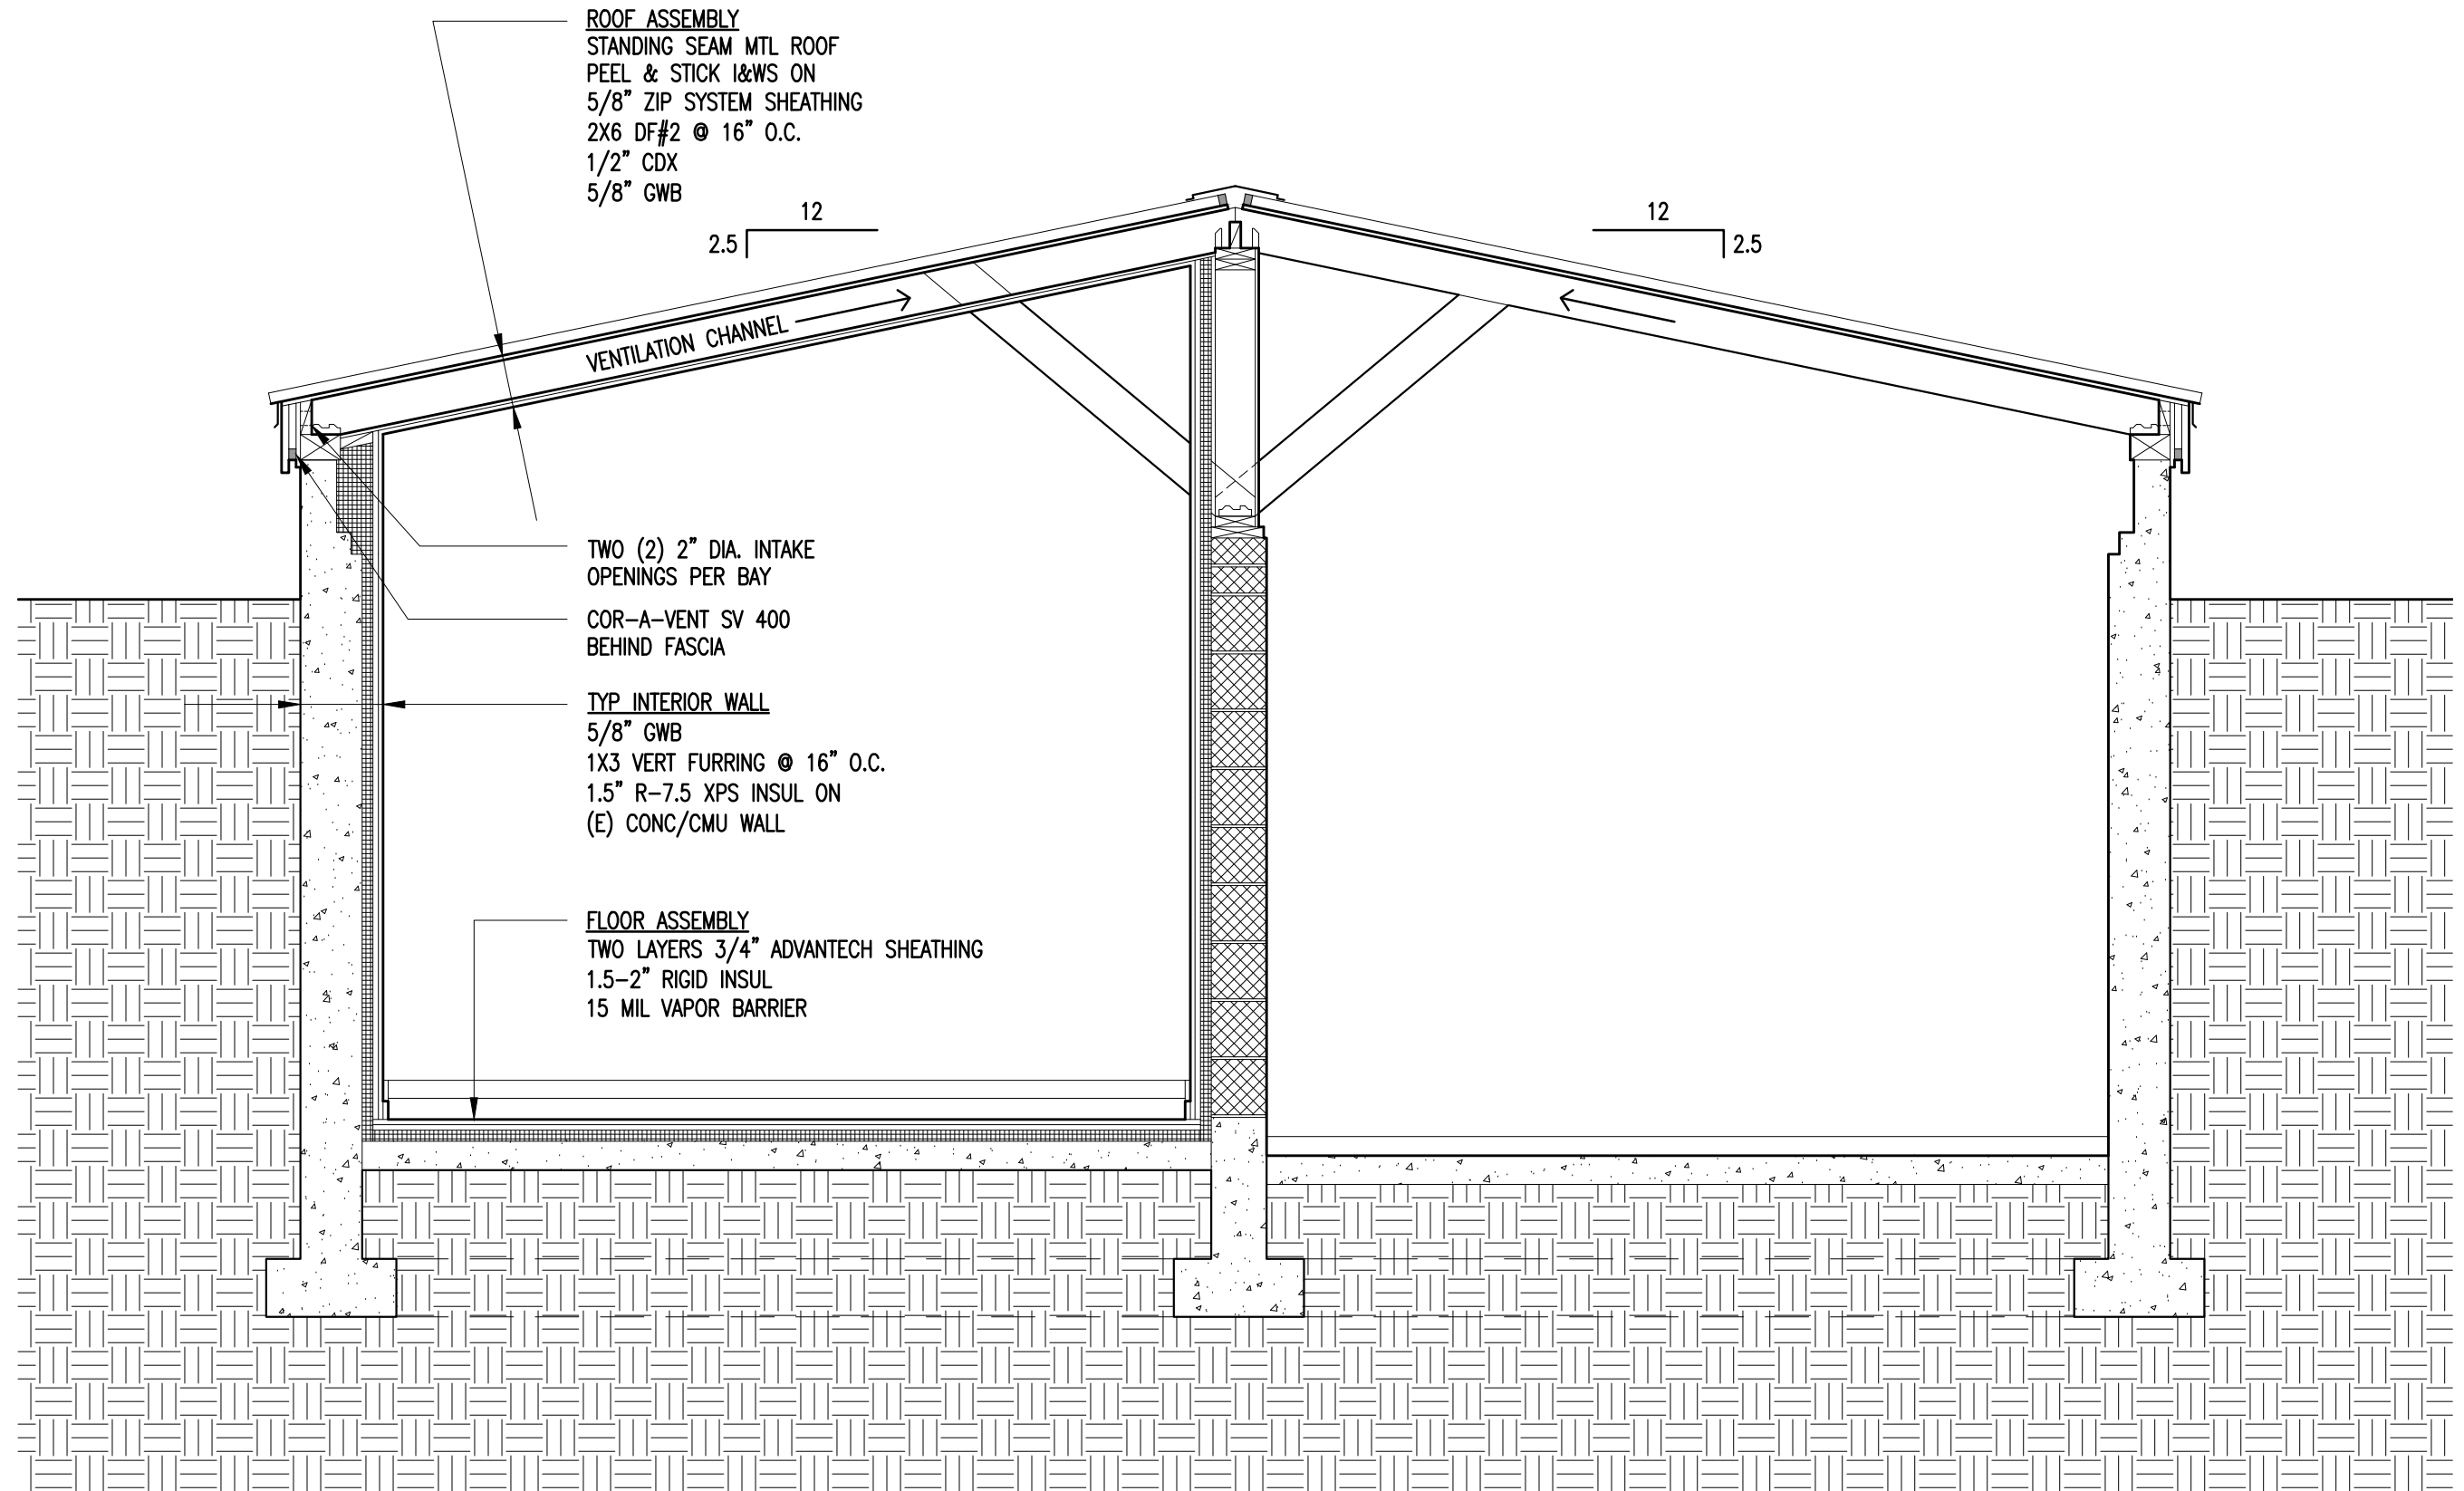 ROOF ASSEMBLY
STANDING SEAM MTL ROOF
PEEL & STICK I&WS ON
5/8" ZIP SYSTEM SHEATHING
2X6 DF#2 @ 16" O.C.
1/2" CDX
5/8" GWB
12
2.5
12
2.5
VENTILATION CHANNEL
TWO (2) 2" DIA. INTAKE
OPENINGS PER BAY
COR-A-VENT SV 400
BEHIND FASCIA
TYP INTERIOR WALL
5/8" GWB
1X3 VERT FURRING @ 16" O.C.
1.5" R-7.5 XPS INSUL ON
(E) CONC/CMU WALL
FLOOR ASSEMBLY
TWO LAYERS 3/4" ADVANTECH SHEATHING
1.5-2" RIGID INSUL
15 MIL VAPOR BARRIER